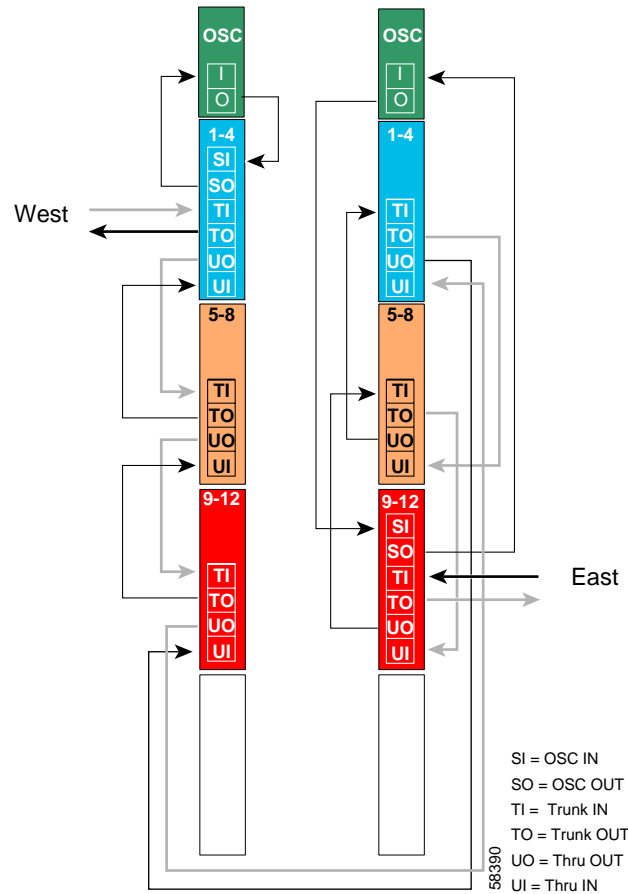 OSC
I
O
1-4
SI
SO
TI
TO
UO
UI
5-8
TI
TO
UO
UI
9-12
TI
TO
UO
UI
West
OSC
I
O
1-4
TI
TO
UO
UI
5-8
TI
TO
UO
UI
9-12
SI
SO
TI
TO
UO
UI
East
SI = OSC IN
SO = OSC OUT
TI = Trunk IN
TO = Trunk OUT
UO = Thru OUT
UI = Thru IN
58390